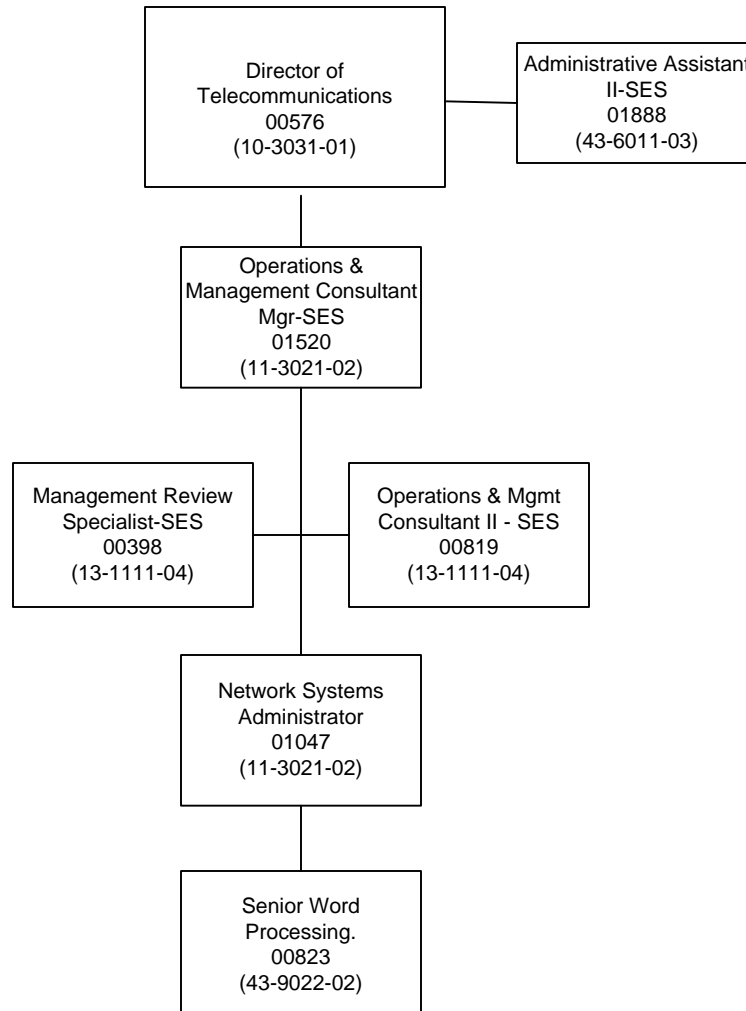 Director of
Telecommunications
00576
(10-3031-01)
Administrative Assistant
II-SES
01888
(43-6011-03)
Operations &
Management Consultant
Mgr-SES
01520
(11-3021-02)
Management Review
Specialist-SES
00398
(13-1111-04)
Operations & Mgmt
Consultant II - SES
00819
(13-1111-04)
Network Systems
Administrator
01047
(11-3021-02)
Senior Word
Processing.
00823
(43-9022-02)